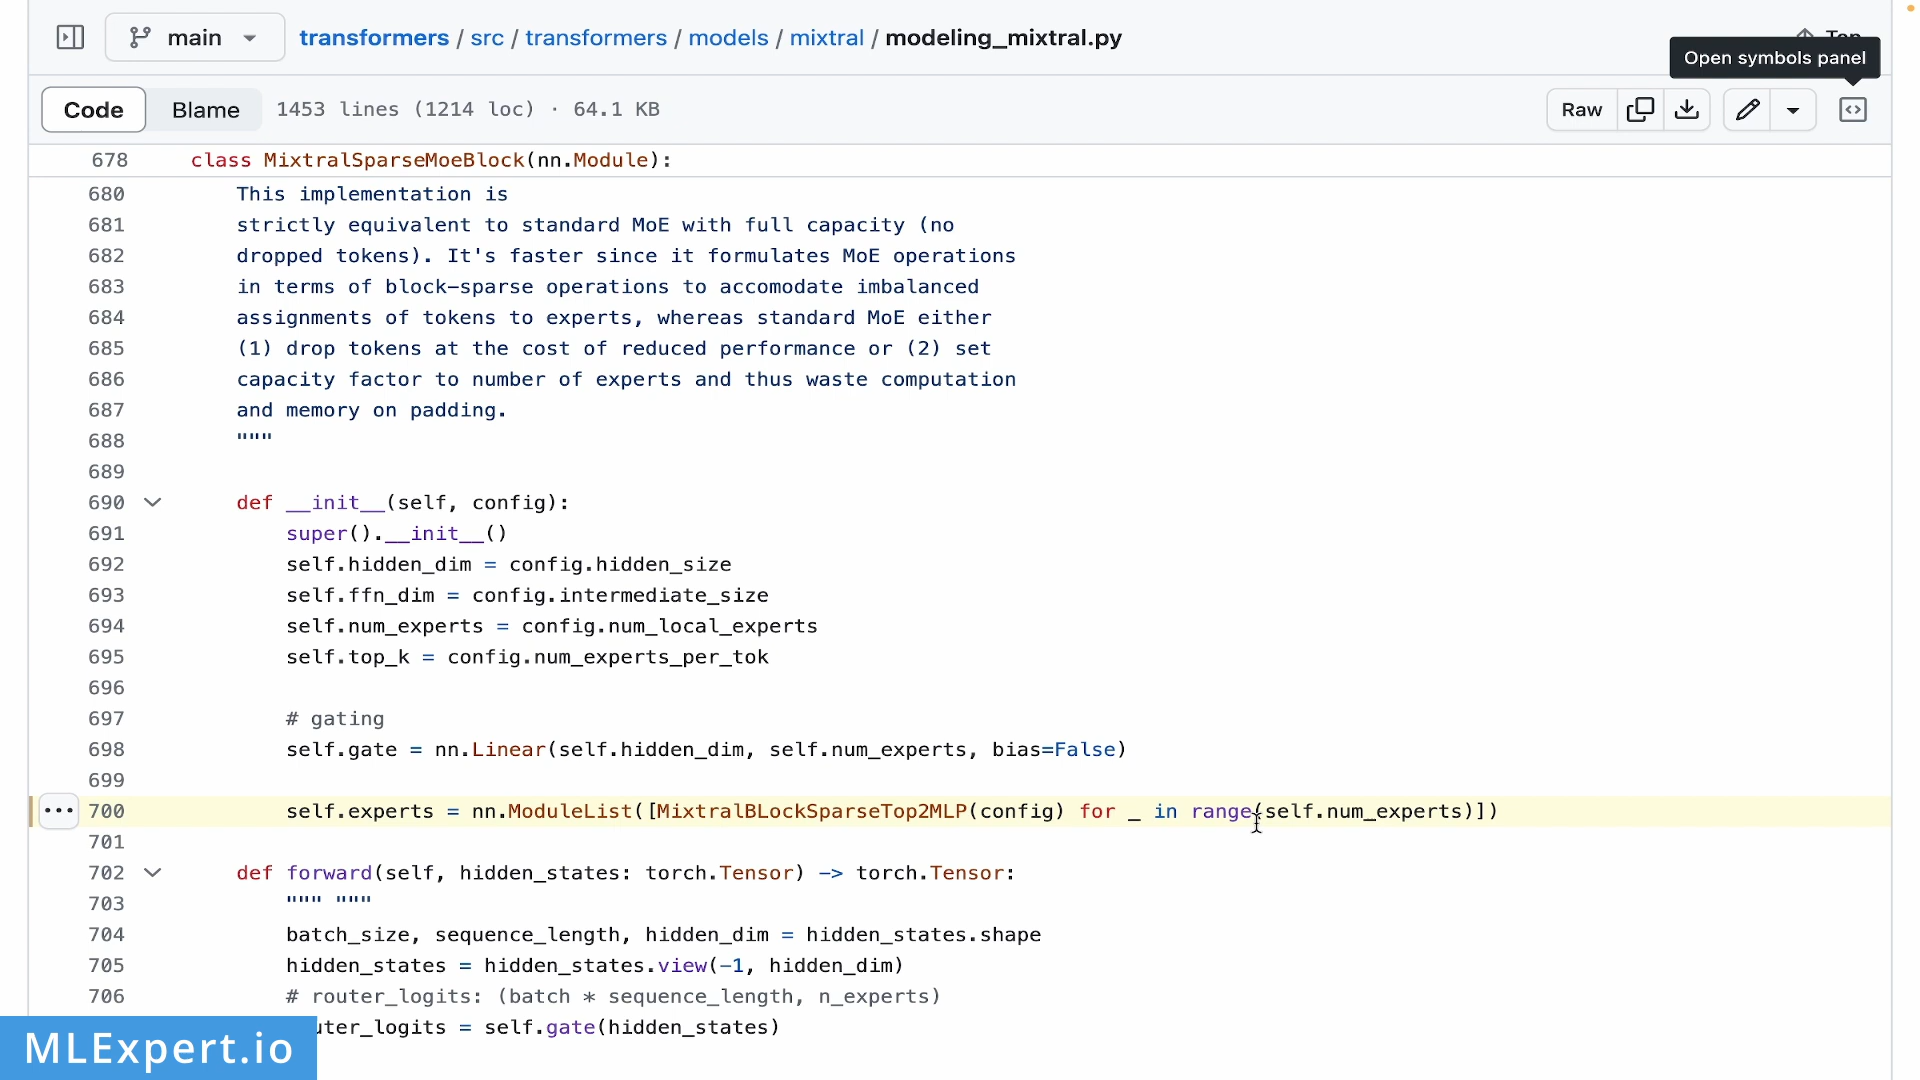 main
transformers / src / transformers / models / mixtral / modeling_mixtral.py
Open symbols panel
Code Blame 1453 lines (1214 loc) · 64.1 KB Raw
678 class MixtralSparseMoeBlock(nn.Module):
680 This implementation is
681 strictly equivalent to standard MoE with full capacity (no
682 dropped tokens). It's faster since it formulates MoE operations
683 in terms of block-sparse operations to accomodate imbalanced
684 assignments of tokens to experts, whereas standard MoE either
685 (1) drop tokens at the cost of reduced performance or (2) set
686 capacity factor to number of experts and thus waste computation
687 and memory on padding.
688 """
689
690 def __init__(self, config):
691 super().__init__()
692 self.hidden_dim = config.hidden_size
693 self.ffn_dim = config.intermediate_size
694 self.num_experts = config.num_local_experts
695 self.top_k = config.num_experts_per_tok
696
697 # gating
698 self.gate = nn.Linear(self.hidden_dim, self.num_experts, bias=False)
699
700 self.experts = nn.ModuleList([MixtralBLockSparseTop2MLP(config) for _ in range(self.num_experts)])
701
702 def forward(self, hidden_states: torch.Tensor) -> torch.Tensor:
703 """ """
704 batch_size, sequence_length, hidden_dim = hidden_states.shape
705 hidden_states = hidden_states.view(-1, hidden_dim)
706 # router_logits: (batch * sequence_length, n_experts)
uter_logits = self.gate(hidden_states)
MLExpert.io